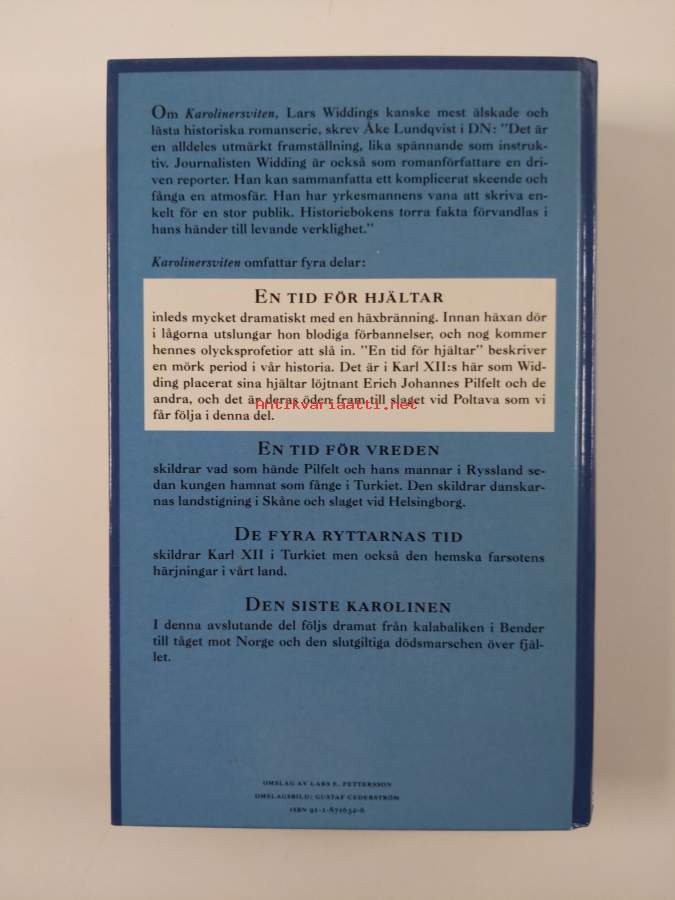 Om Karolinersviten, Lars Widdings kanske mest älskade och
lästa historiska romanserie, skrev Åke Lundqvist i DN: "Det är
en alldeles utmärkt framställning, lika spännande som instruk-
tiv. Journalisten Widding är också som romanförfattare en dri-
ven reporter. Han kan sammanfatta ett komplicerat skeende och
fånga en atmosfär. Han har yrkesmannens vana att skriva en-
kelt för en stor publik. Historiebokens torra fakta förvandlas i
hans händer till levande verklighet."
Karolinersviten omfattar fyra delar:
EN TID FÖR HJÄLTAR
inleds mycket dramatiskt med en häxbränning. Innan häxan dör
i lågorna utslungar hon blodiga förbannelser, och nog kommer
hennes olycksprofetior att slå in. "En tid för hjältar" beskriver
en mörk period i vår historia. Det är i Karl XII:s här som Wid-
ding placerat sina hjältar löjtnant Erich Johannes Pilfelt och de
andra, och det är deras öden fram till slaget vid Poltava som vi
får följa i denna del.
Antikvariaatti.net
EN TID FÖR VREDEN
skildrar vad som hände Pilfelt och hans mannar i Ryssland se-
dan kungen hamnat som fånge i Turkiet. Den skildrar danskar-
nas landstigning i Skåne och slaget vid Helsingborg.
DE FYRA RYTTARNAS TID
skildrar Karl XII i Turkiet men också den hemska farsotens
härjningar i vårt land.
DEN SISTE KAROLINEN
I denna avslutande del följs dramat från kalabaliken i Bender
till tåget mot Norge och den slutgiltiga dödsmarschen över fjäl-
let.
OMSLAG AV LARS E. PETTERSSON
OMSLAGSBILD: GUSTAF CEDERSTRÖM
ISBN 91-1-871634-6